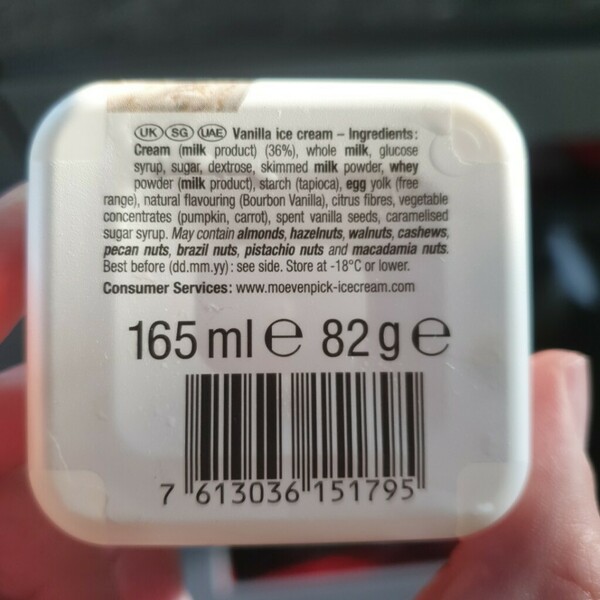 UK SG UAE Vanilla ice cream – Ingredients:
Cream (milk product) (36%), whole milk, glucose
syrup, sugar, dextrose, skimmed milk powder, whey
powder (milk product), starch (tapioca), egg yolk (free
range), natural flavouring (Bourbon Vanilla), citrus fibres, vegetable
concentrates (pumpkin, carrot), spent vanilla seeds, caramelised
sugar syrup. May contain almonds, hazelnuts, walnuts, cashews,
pecan nuts, brazil nuts, pistachio nuts and macadamia nuts.
Best before (dd.mm.yy): see side. Store at -18°C or lower.
Consumer Services: www.moevenpick-icecream.com
165 ml e 82 g e
7 613036 151795